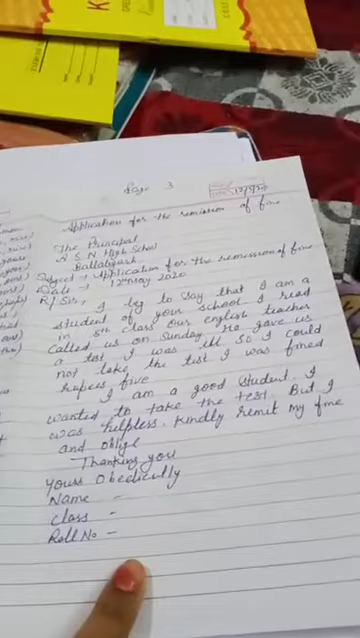 Page 3
12/5/20
Application for the remission of fine
The Principal
S N High School
Ballabgarh
Subject : Application for the remission of fine
Date : 12th May 2020
R/Sir,
I beg to say that I am a
student of your school I read
in 5th class Our english teacher
called us on Sunday. He gave us
a test I was ill So I could
not take the test I was fined
rupees five
I am a good student. I
wanted to take the test. But I
was helpless. Kindly remit my fine
and oblige
Thanking you
Yours Obediently
Name -
Class -
Roll No -